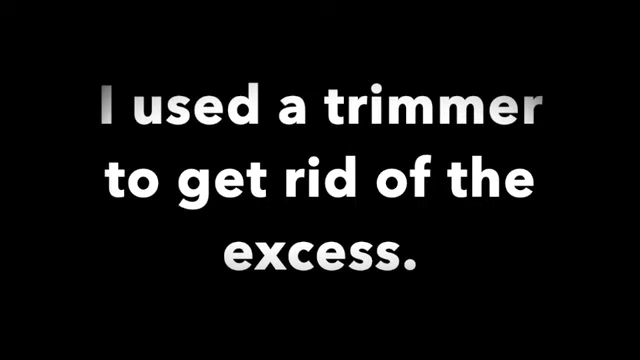 I used a trimmer
to get rid of the
excess.